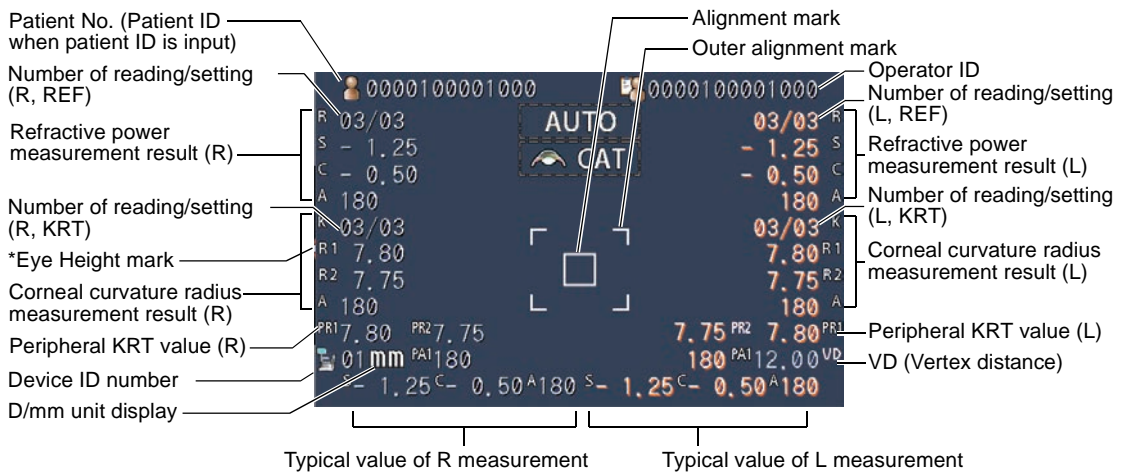 Patient No. (Patient ID
when patient ID is input)
Number of reading/setting
(R, REF)
Refractive power
measurement result (R)
Number of reading/setting
(R, KRT)
*Eye Height mark
Corneal curvature radius
measurement result (R)
Peripheral KRT value (R)
Device ID number
D/mm unit display
0000100001000 0000100001000
R 03/03 AUTO 03/03 R
S - 1.25 CAT - 1.25 S
C - 0.50 - 0.50 C
A 180 180 A
K 03/03 03/03 K
R1 7.80 7.80 R1
R2 7.75 7.75 R2
A 180 180 A
PR1 7.80 PR2 7.75 7.75 PR2 7.80 PR1
01 mm PA1 180 180 PA1 12.00 VD
S - 1.25 C - 0.50 A 180 S - 1.25 C - 0.50 A 180
Alignment mark
Outer alignment mark
Operator ID
Number of reading/setting
(L, REF)
Refractive power
measurement result (L)
Number of reading/setting
(L, KRT)
Corneal curvature radius
measurement result (L)
Peripheral KRT value (L)
VD (Vertex distance)
Typical value of R measurement
Typical value of L measurement